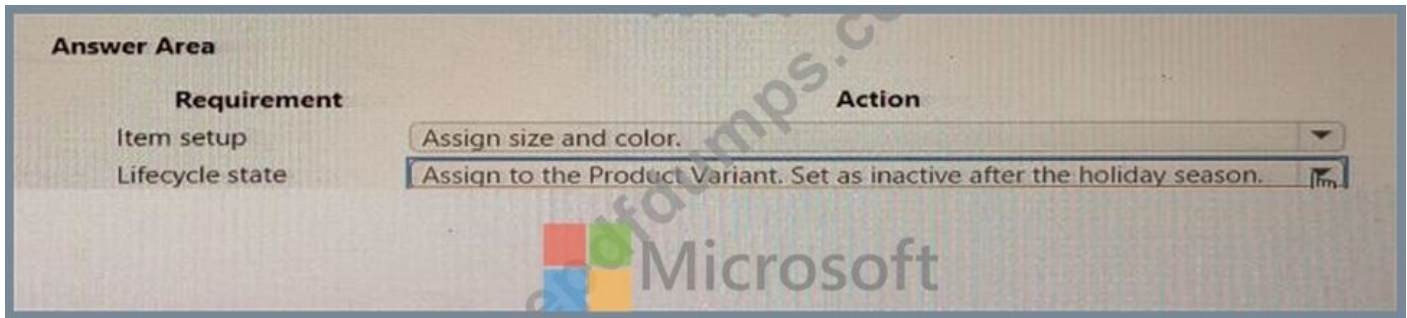 Answer Area
Requirement Action
Item setup Assign size and color.
Lifecycle state Assign to the Product Variant. Set as inactive after the holiday season.
Microsoft